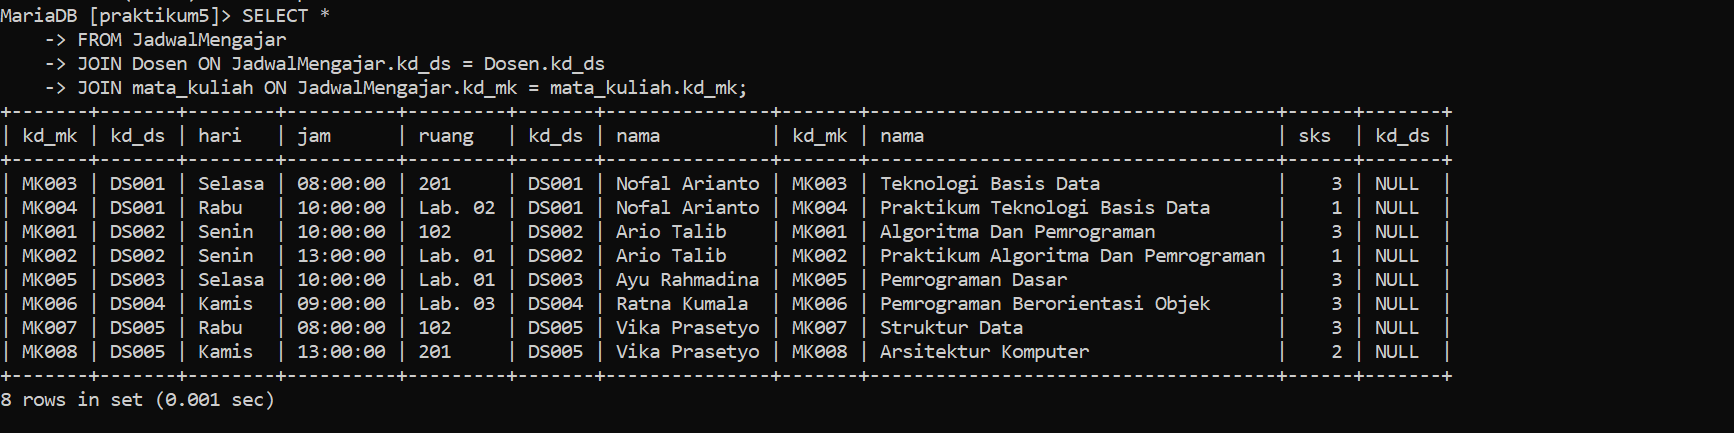 MariaDB [praktikum5]> SELECT *
    -> FROM JadwalMengajar
    -> JOIN Dosen ON JadwalMengajar.kd_ds = Dosen.kd_ds
    -> JOIN mata_kuliah ON JadwalMengajar.kd_mk = mata_kuliah.kd_mk;
+-------+-------+--------+----------+---------+-------+---------------+-------+-------------------------------------+------+-------+
| kd_mk | kd_ds | hari   | jam      | ruang   | kd_ds | nama          | kd_mk | nama                                | sks  | kd_ds |
+-------+-------+--------+----------+---------+-------+---------------+-------+-------------------------------------+------+-------+
| MK003 | DS001 | Selasa | 08:00:00 | 201     | DS001 | Nofal Arianto | MK003 | Teknologi Basis Data                |    3 | NULL  |
| MK004 | DS001 | Rabu   | 10:00:00 | Lab. 02 | DS001 | Nofal Arianto | MK004 | Praktikum Teknologi Basis Data      |    1 | NULL  |
| MK001 | DS002 | Senin  | 10:00:00 | 102     | DS002 | Ario Talib    | MK001 | Algoritma Dan Pemrograman           |    3 | NULL  |
| MK002 | DS002 | Senin  | 13:00:00 | Lab. 01 | DS002 | Ario Talib    | MK002 | Praktikum Algoritma Dan Pemrograman |    1 | NULL  |
| MK005 | DS003 | Selasa | 10:00:00 | Lab. 01 | DS003 | Ayu Rahmadina | MK005 | Pemrograman Dasar                   |    3 | NULL  |
| MK006 | DS004 | Kamis  | 09:00:00 | Lab. 03 | DS004 | Ratna Kumala  | MK006 | Pemrograman Berorientasi Objek      |    3 | NULL  |
| MK007 | DS005 | Rabu   | 08:00:00 | 102     | DS005 | Vika Prasetyo | MK007 | Struktur Data                       |    3 | NULL  |
| MK008 | DS005 | Kamis  | 13:00:00 | 201     | DS005 | Vika Prasetyo | MK008 | Arsitektur Komputer                 |    2 | NULL  |
+-------+-------+--------+----------+---------+-------+---------------+-------+-------------------------------------+------+-------+
8 rows in set (0.001 sec)